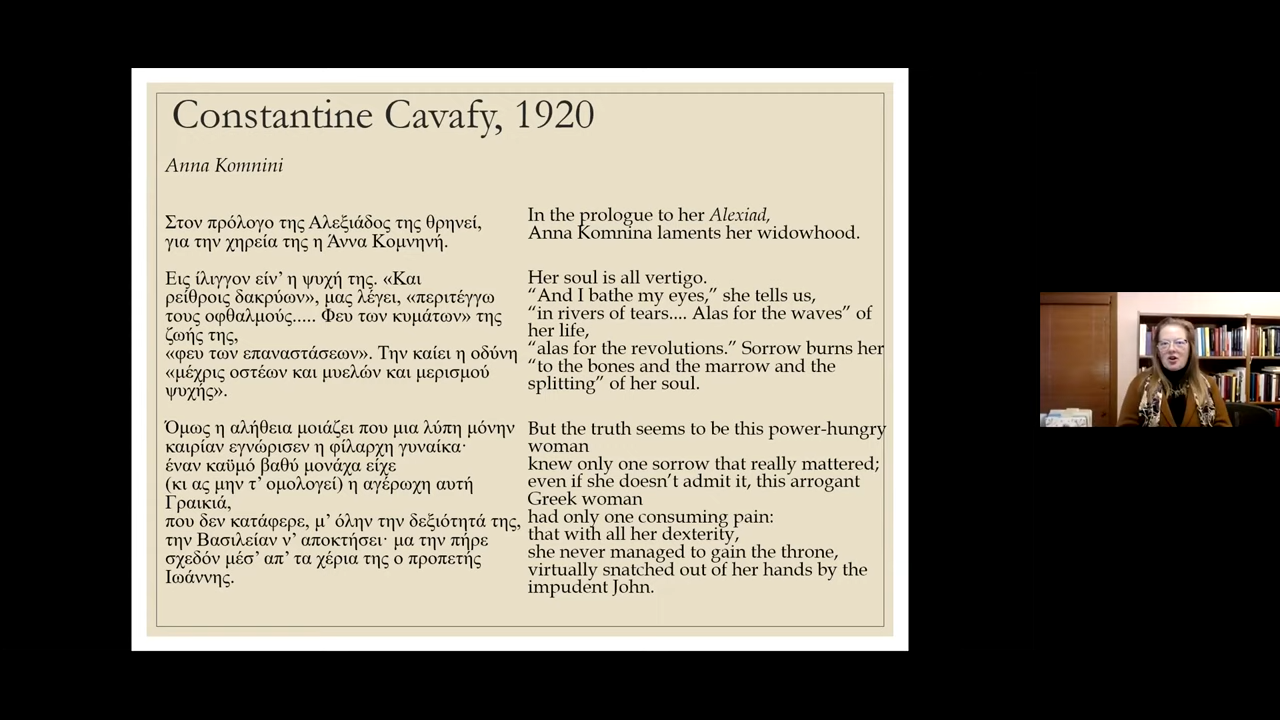 Constantine Cavafy, 1920
Anna Komnini
Στον πρόλογο της Αλεξιάδος της θρηνεί,
για την χηρεία της η Άννα Κομνηνή.
Εις ίλιγγον είν’ η ψυχή της. «Και
ρείθροις δακρύων», μας λέγει, «περιτέγγω
τους οφθαλμούς..... Φευ των κυμάτων» της
ζωής της,
«φευ των επαναστάσεων». Την καίει η οδύνη
«μέχρις οστέων και μυελών και μερισμού
ψυχής».
Όμως η αλήθεια μοιάζει που μια λύπη μόνην
καιρίαν εγνώρισεν η φίλαρχη γυναίκα·
έναν καϋμό βαθύ μονάχα είχε
(κι ας μην τ’ ομολογεί) η αγέρωχη αυτή
Γραικιά,
που δεν κατάφερε, μ’ όλην την δεξιότητά της,
την Βασιλείαν ν’ αποκτήσει· μα την πήρε
σχεδόν μέσ’ απ’ τα χέρια της ο προπετής
Ιωάννης.
In the prologue to her Alexiad,
Anna Komnina laments her widowhood.
Her soul is all vertigo.
“And I bathe my eyes,” she tells us,
“in rivers of tears.... Alas for the waves” of
her life,
“alas for the revolutions.” Sorrow burns her
“to the bones and the marrow and the
splitting” of her soul.
But the truth seems to be this power-hungry
woman
knew only one sorrow that really mattered;
even if she doesn’t admit it, this arrogant
Greek woman
had only one consuming pain:
that with all her dexterity,
she never managed to gain the throne,
virtually snatched out of her hands by the
impudent John.